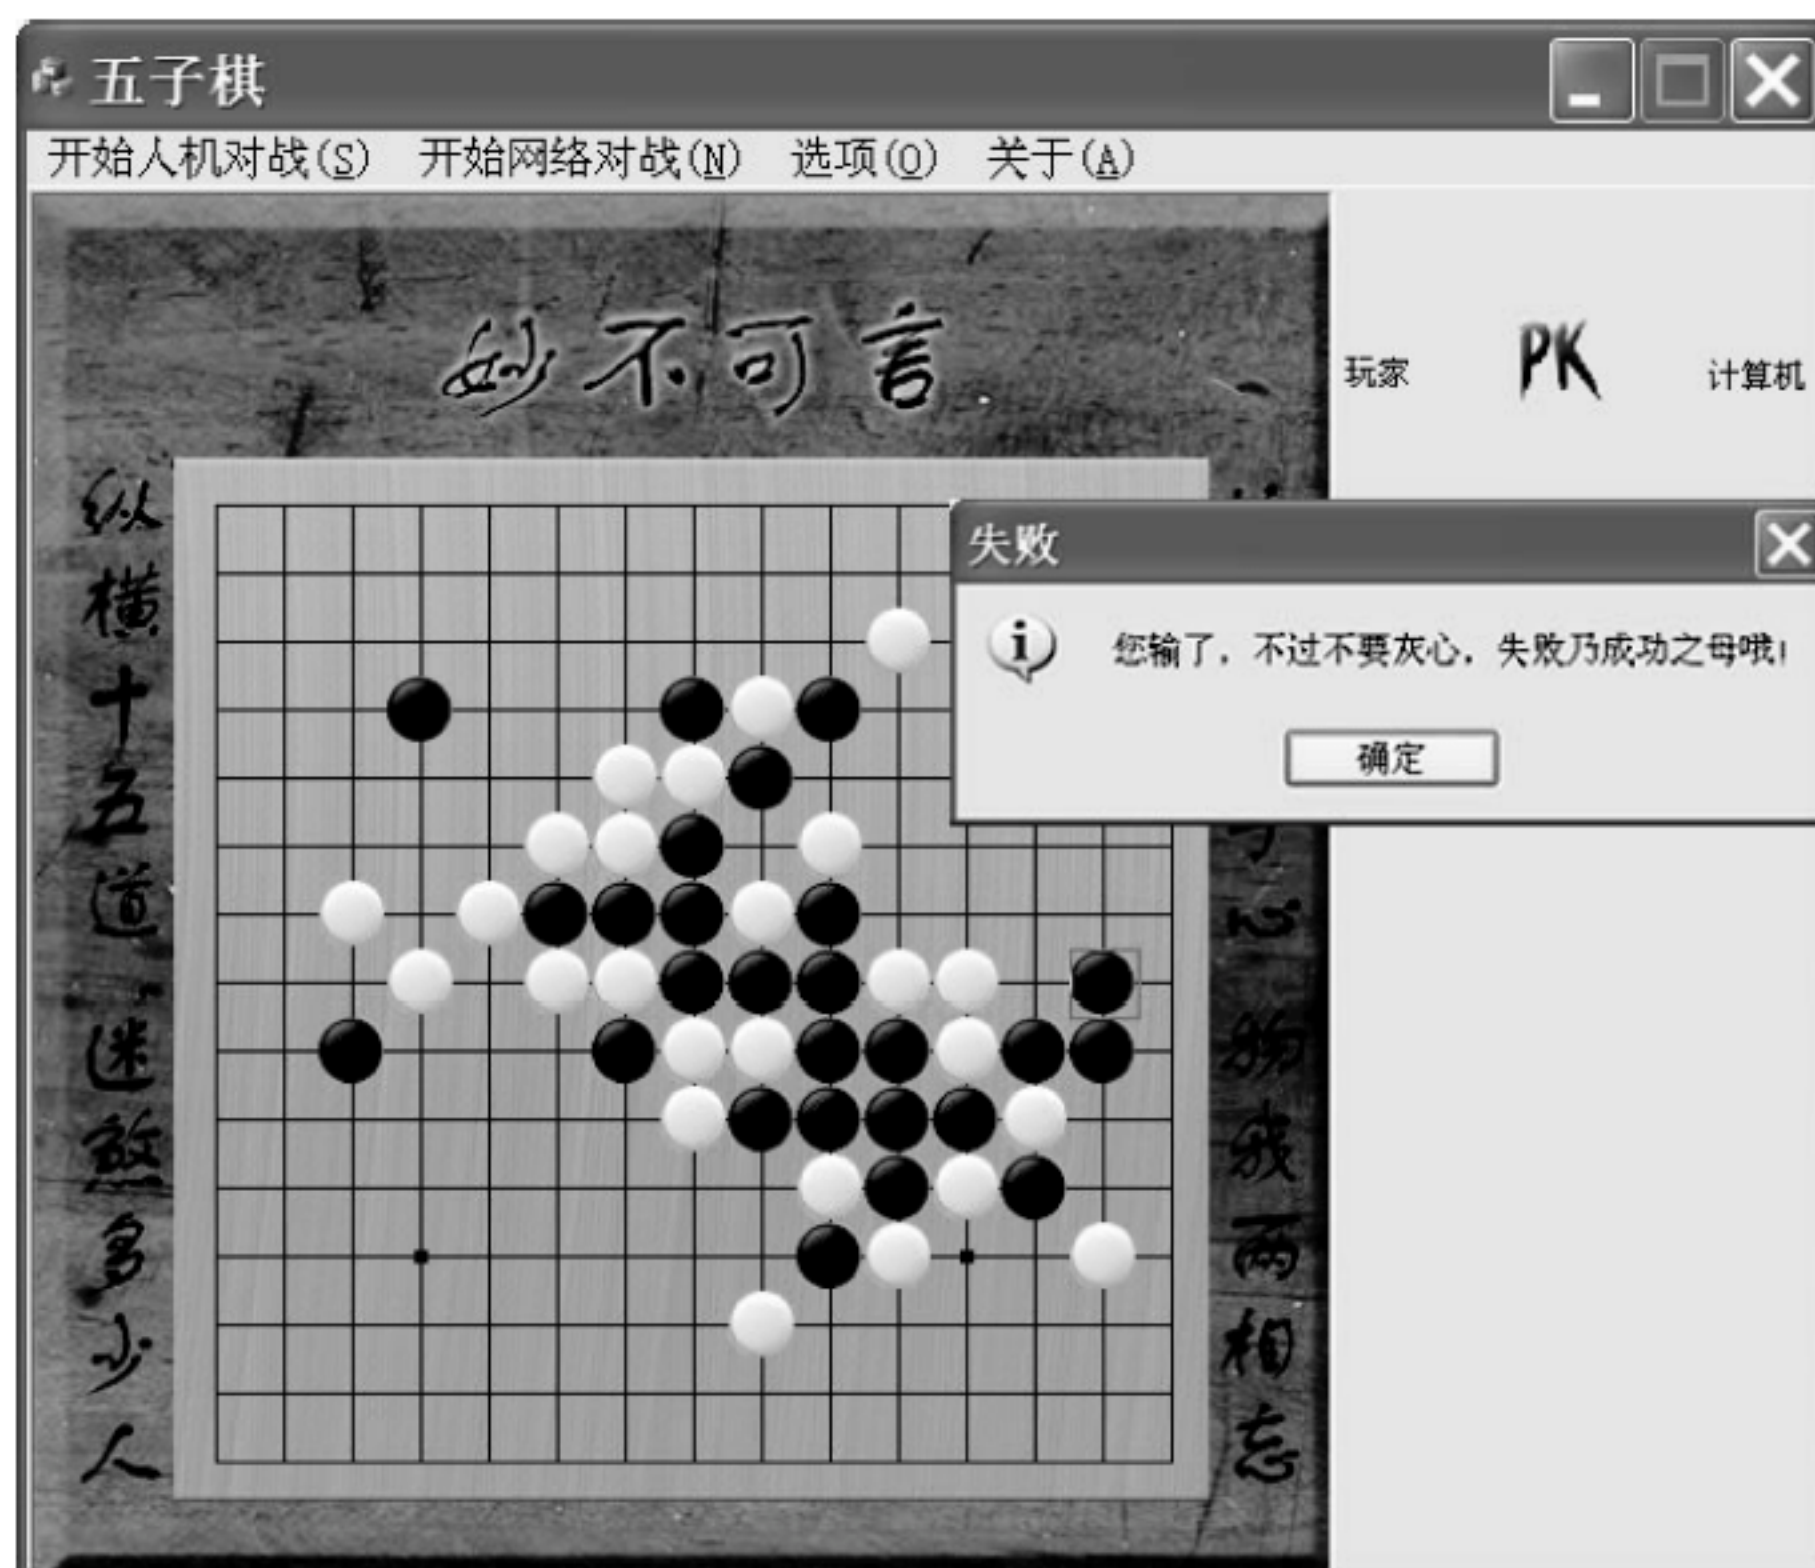 五子棋
开始人机对战(S) 开始网络对战(N) 选项(O) 关于(A)
妙不可言
玩家 PK 计算机
纵横十五道迷煞多少人
失败
您输了，不过不要灰心，失败乃成功之母哦!
确定
心物我两相忘